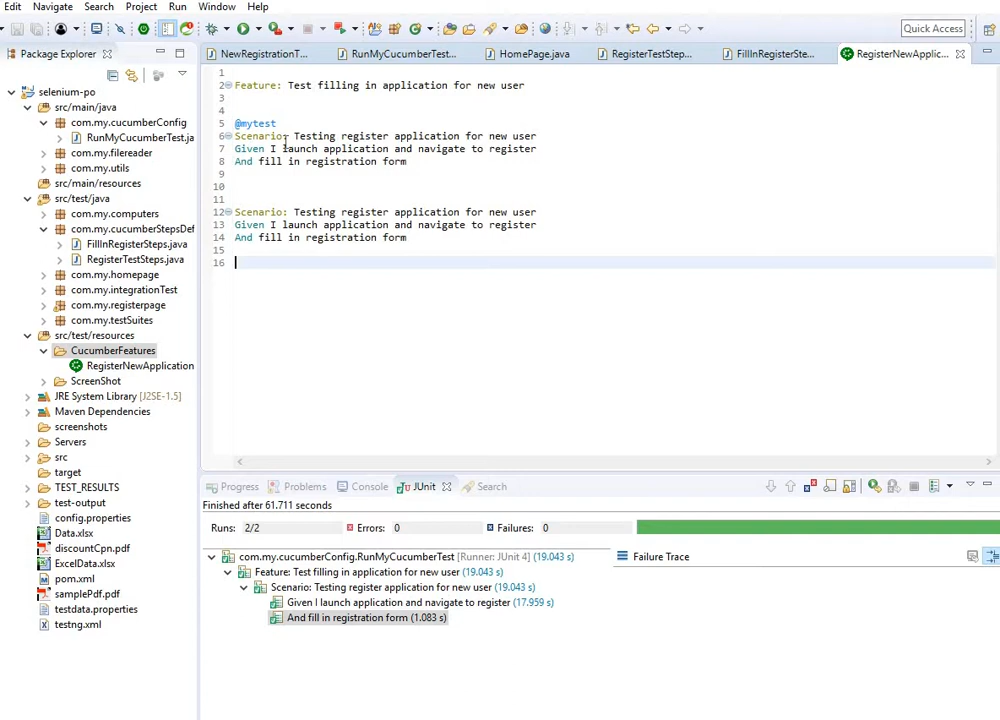 Edit Navigate Search Project Run Window Help
Quick Access
Package Explorer
NewRegistrationT...
RunMyCucumberTest...
HomePage.java
RegisterTestStep...
FillInRegisterSte...
RegisterNewApplic...
selenium-po
src/main/java
com.my.cucumberConfig
RunMyCucumberTest.ja
com.my.filereader
com.my.utils
src/main/resources
src/test/java
com.my.computers
com.my.cucumberStepsDef
FillInRegisterSteps.java
RegisterTestSteps.java
com.my.homepage
com.my.integrationTest
com.my.registerpage
com.my.testSuites
src/test/resources
CucumberFeatures
RegisterNewApplication
ScreenShot
JRE System Library [J2SE-1.5]
Maven Dependencies
screenshots
Servers
src
target
TEST_RESULTS
test-output
config.properties
Data.xlsx
discountCpn.pdf
ExcelData.xlsx
pom.xml
samplePdf.pdf
testdata.properties
testng.xml
1
2 Feature: Test filling in application for new user
3
4
5 @mytest
6 Scenario: Testing register application for new user
7 Given I launch application and navigate to register
8 And fill in registration form
9
10
11
12 Scenario: Testing register application for new user
13 Given I launch application and navigate to register
14 And fill in registration form
15
16
Progress Problems Console JUnit Search
Finished after 61.711 seconds
Runs: 2/2 Errors: 0 Failures: 0
com.my.cucumberConfig.RunMyCucumberTest [Runner: JUnit 4] (19.043 s)
Failure Trace
Feature: Test filling in application for new user (19.043 s)
Scenario: Testing register application for new user (19.043 s)
Given I launch application and navigate to register (17.959 s)
And fill in registration form (1.083 s)